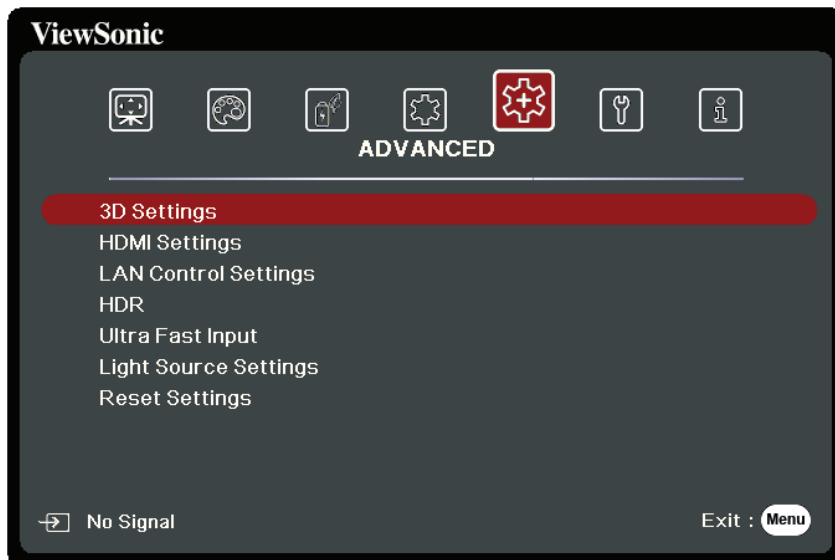 ViewSonic
ADVANCED
3D Settings
HDMI Settings
LAN Control Settings
HDR
Ultra Fast Input
Light Source Settings
Reset Settings
No Signal
Exit : Menu